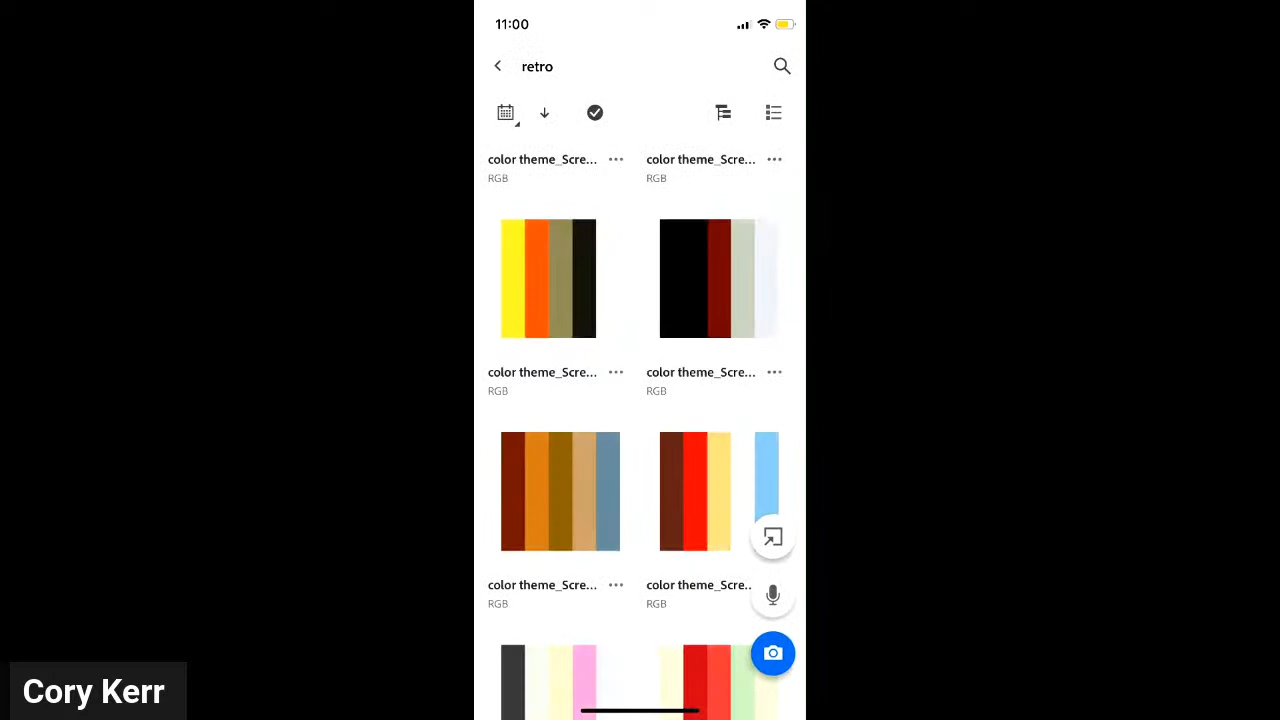 11:00
retro
color theme_Scre...
color theme_Scre...
RGB
RGB
color theme_Scre...
color theme_Scre...
RGB
RGB
color theme_Scre...
color theme_Scre..
RGB
RGB
Cory Kerr